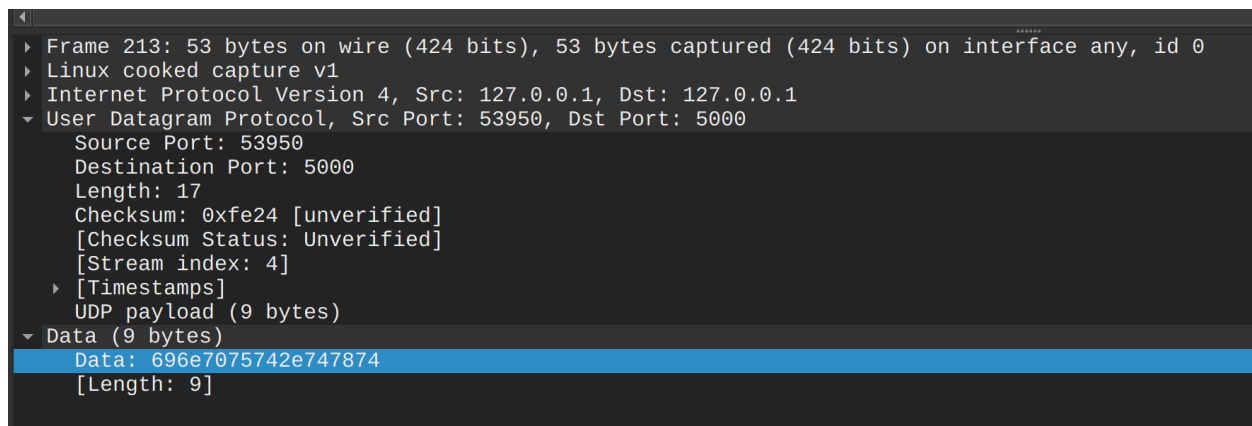 Frame 213: 53 bytes on wire (424 bits), 53 bytes captured (424 bits) on interface any, id 0
Linux cooked capture v1
Internet Protocol Version 4, Src: 127.0.0.1, Dst: 127.0.0.1
User Datagram Protocol, Src Port: 53950, Dst Port: 5000
Source Port: 53950
Destination Port: 5000
Length: 17
Checksum: 0xfe24 [unverified]
[Checksum Status: Unverified]
[Stream index: 4]
[Timestamps]
UDP payload (9 bytes)
Data (9 bytes)
Data: 696e7075742e747874
[Length: 9]